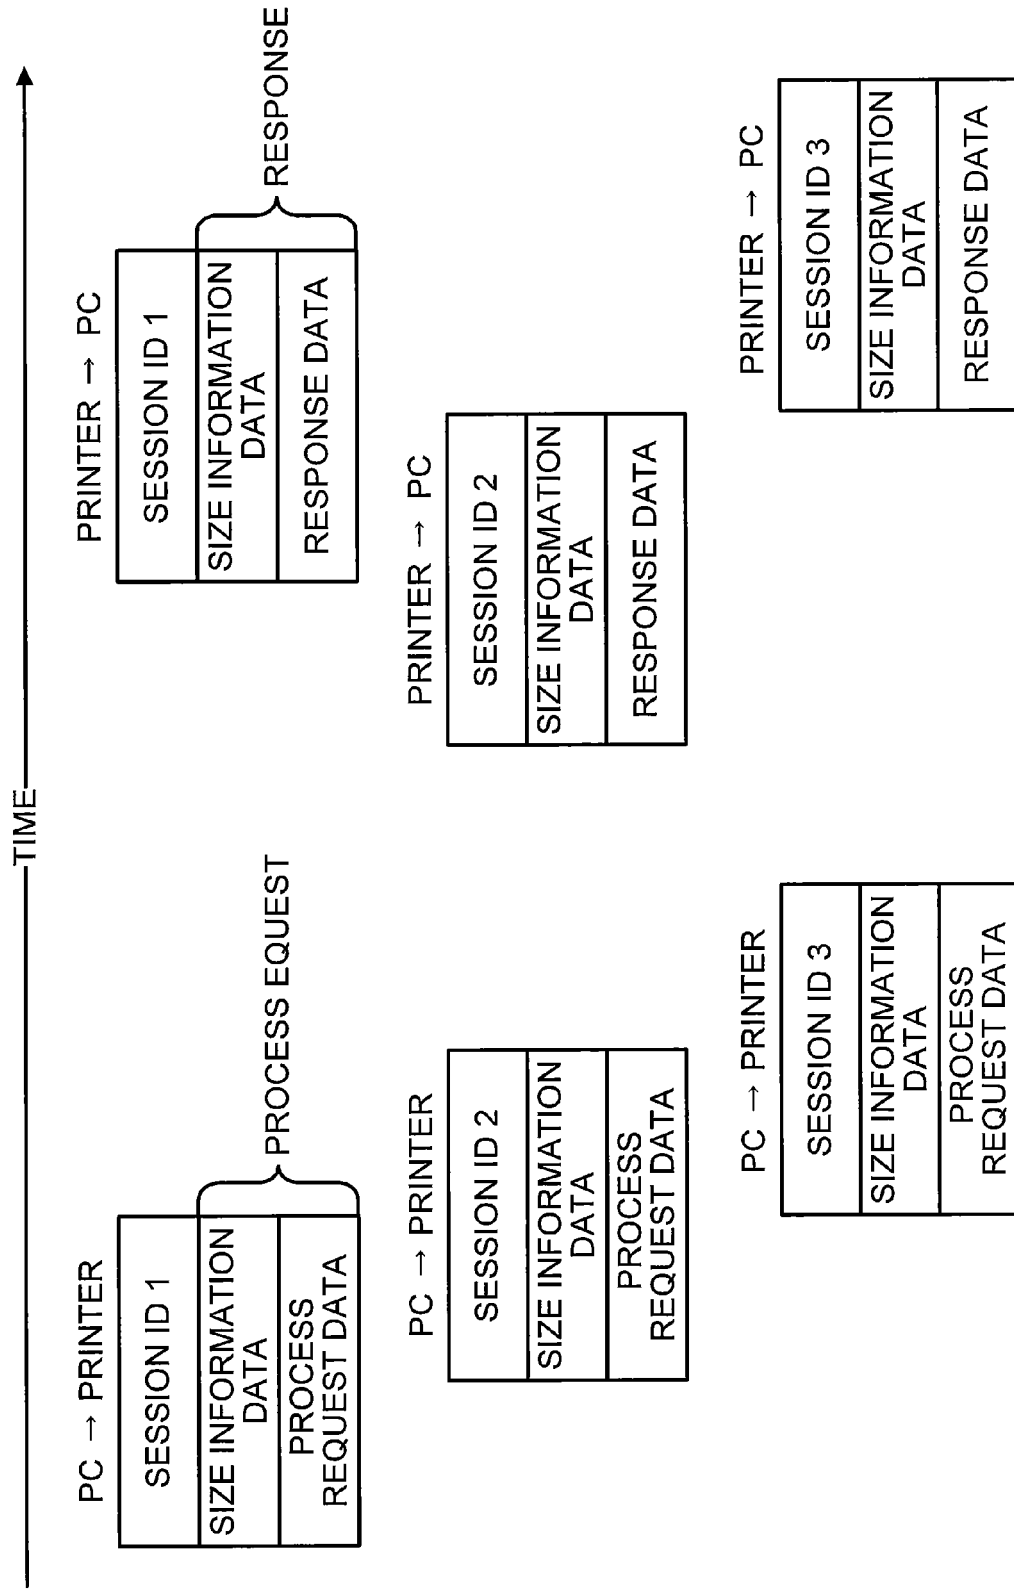 TIME
PC → PRINTER
SESSION ID 1
SIZE INFORMATION
DATA
PROCESS
REQUEST DATA
PROCESS EQUEST
PRINTER → PC
SESSION ID 1
SIZE INFORMATION
DATA
RESPONSE DATA
RESPONSE
PC → PRINTER
SESSION ID 2
SIZE INFORMATION
DATA
PROCESS
REQUEST DATA
PRINTER → PC
SESSION ID 2
SIZE INFORMATION
DATA
RESPONSE DATA
PC → PRINTER
SESSION ID 3
SIZE INFORMATION
DATA
PROCESS
REQUEST DATA
PRINTER → PC
SESSION ID 3
SIZE INFORMATION
DATA
RESPONSE DATA